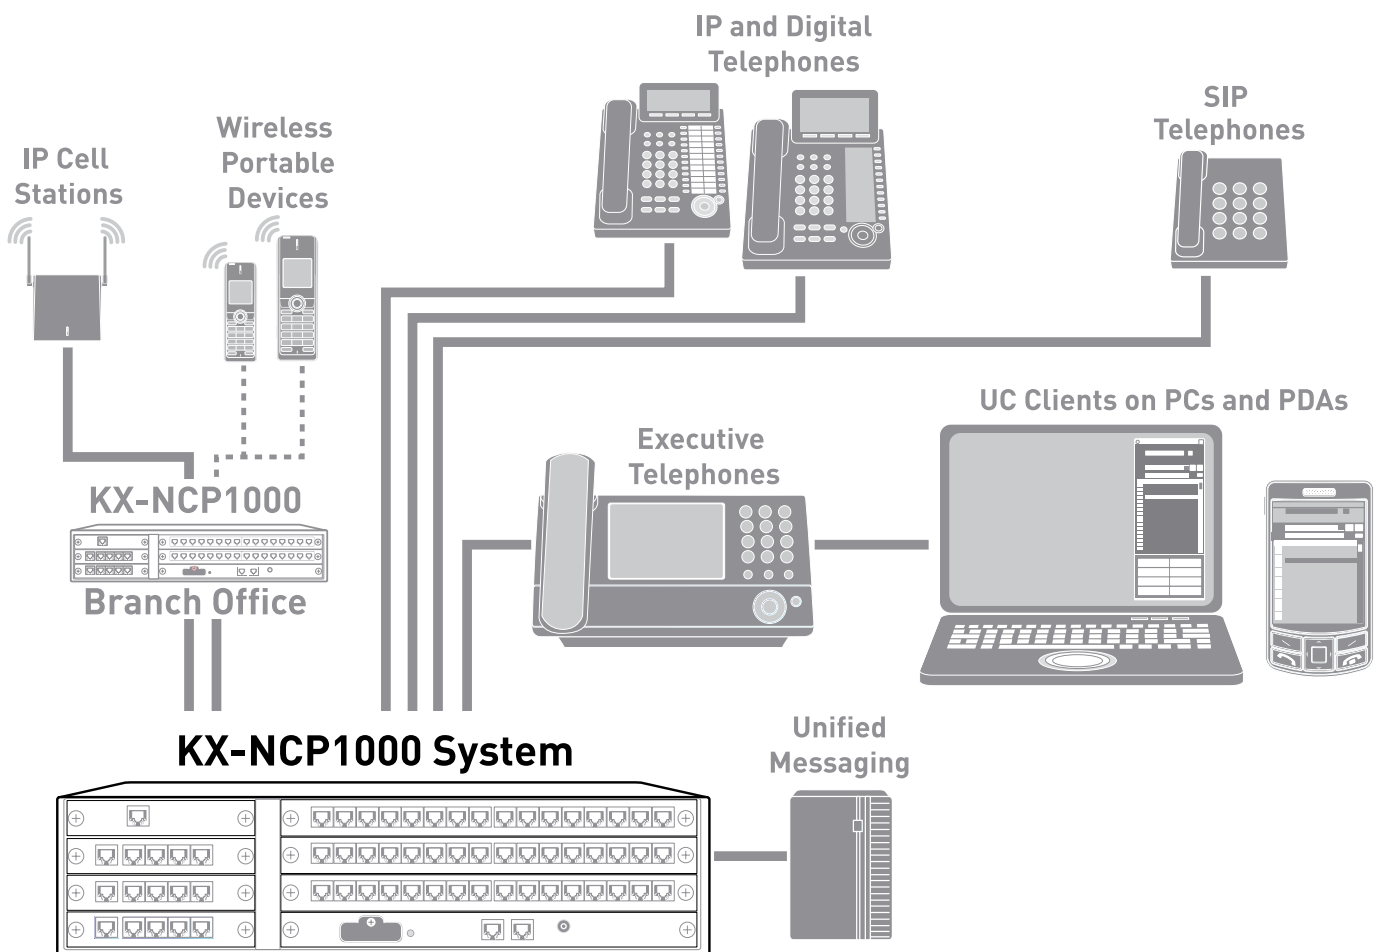 IP and Digital
Telephones
SIP
Telephones
Wireless
Portable
Devices
IP Cell
Stations
UC Clients on PCs and PDAs
Executive
Telephones
KX-NCP1000
Branch Office
KX-NCP1000 System
Unified
Messaging